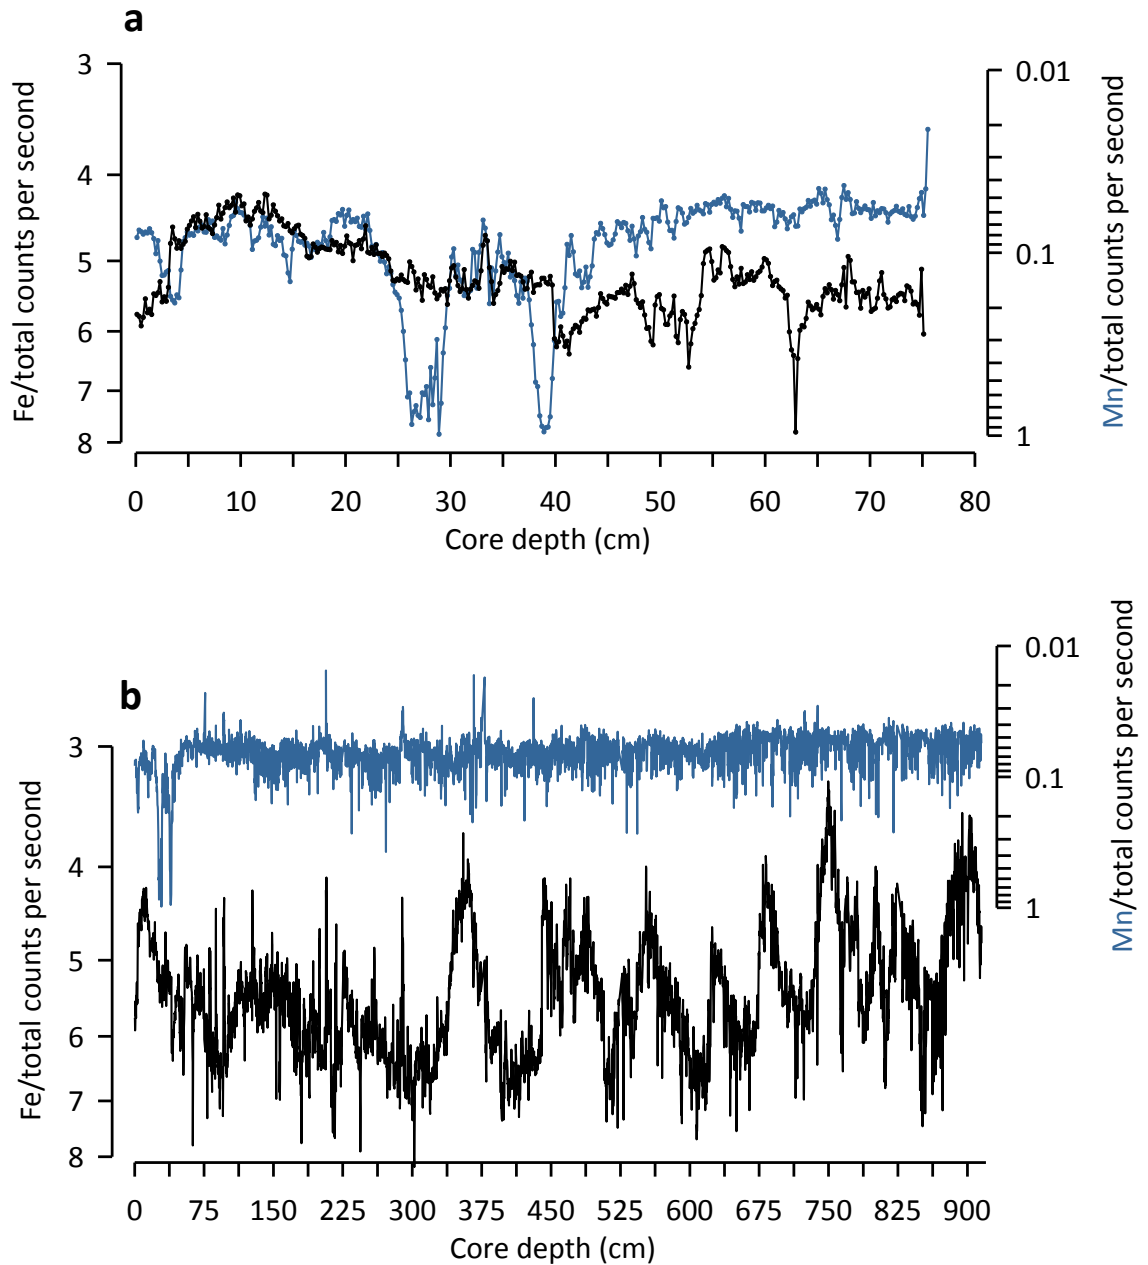 a
3
4
5
6
7
8
Fe/total counts per second
0.01
0.1
1
Mn/total counts per second
0 10 20 30 40 50 60 70 80
Core depth (cm)
b
3
4
5
6
7
8
Fe/total counts per second
0.01
0.1
1
Mn/total counts per second
0 75 150 225 300 375 450 525 600 675 750 825 900
Core depth (cm)